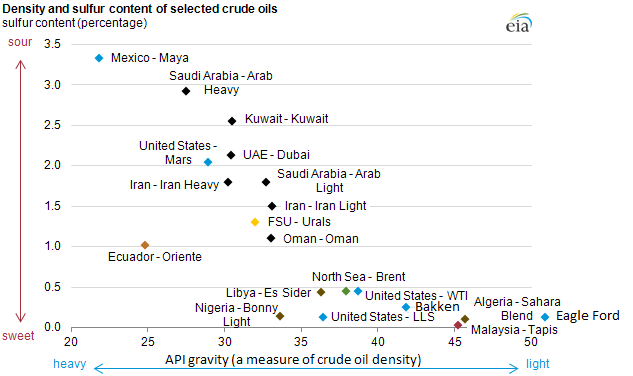 Density and sulfur content of selected crude oils
sulfur content (percentage)
eia
sour
3.5
Mexico - Maya
Saudi Arabia - Arab
Heavy
3.0
Kuwait - Kuwait
2.5
United States -
Mars
UAE - Dubai
2.0
Saudi Arabia - Arab
Light
Iran - Iran Heavy
1.5
Iran - Iran Light
FSU - Urals
Oman - Oman
1.0
Ecuador - Oriente
North Sea - Brent
0.5
Libya - Es Sider
United States - WTI
Bakken
Algeria - Sahara
Blend
Eagle Ford
Nigeria - Bonny
Light
United States - LLS
Malaysia - Tapis
0.0
sweet
20
25
30
35
40
45
50
heavy
API gravity (a measure of crude oil density)
light